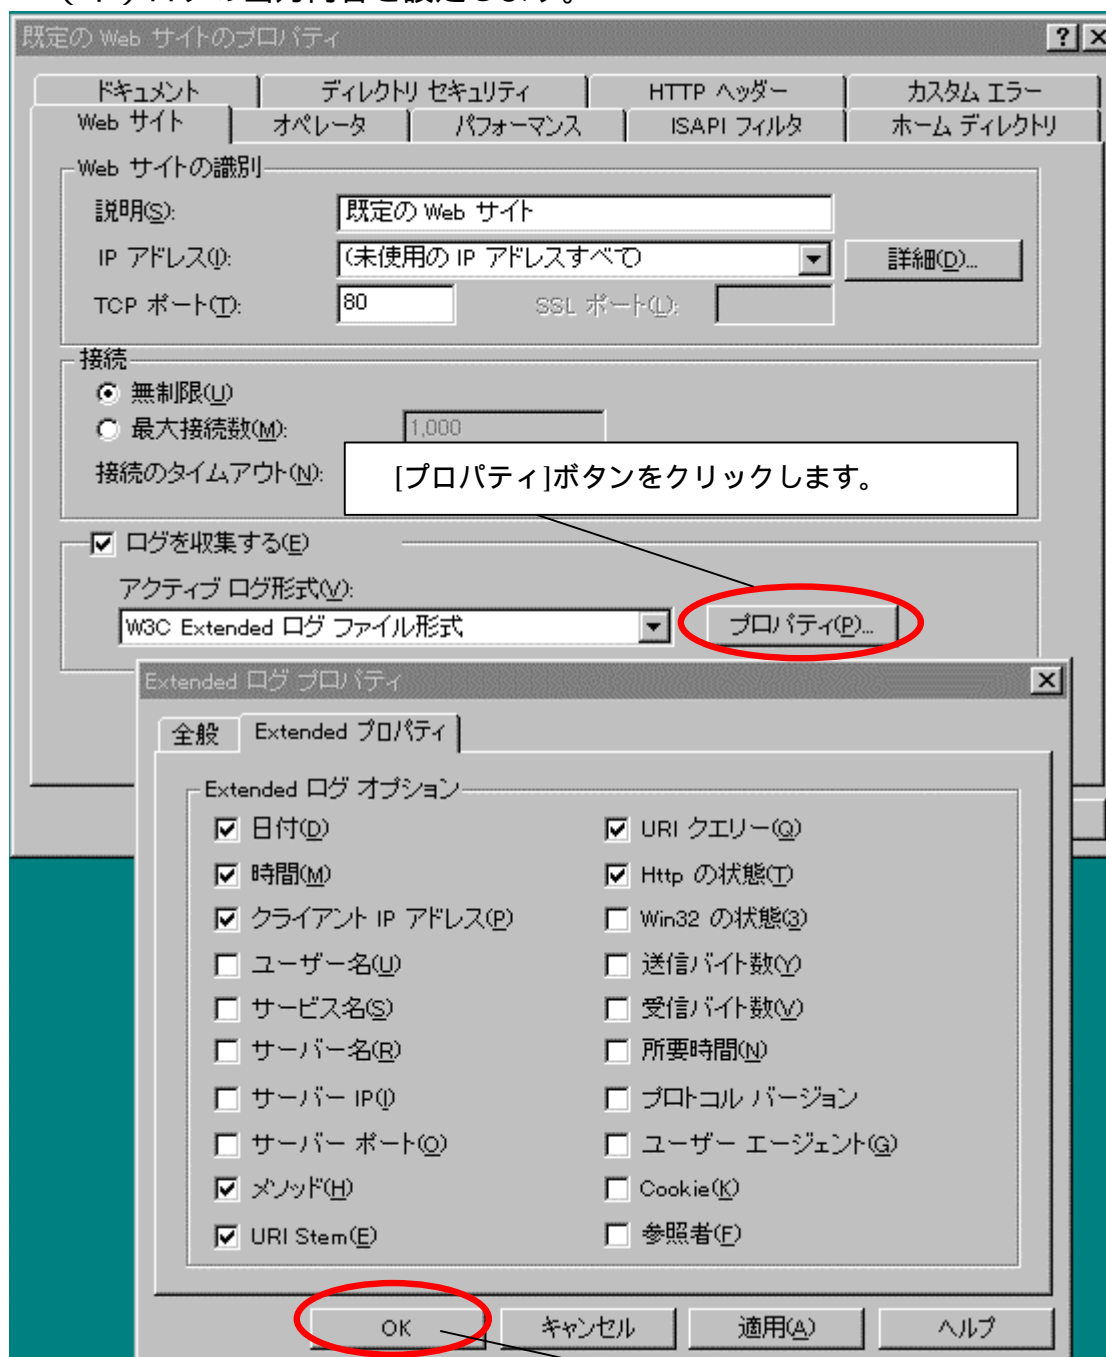 ログの出力内容を設定します。
既定の Web サイトのプロパティ
ドキュメント ディレクトリ セキュリティ HTTP ヘッダー カスタム エラー
Web サイト オペレータ パフォーマンス ISAPI フィルタ ホーム ディレクトリ
Web サイトの識別
説明(S): 既定の Web サイト
IP アドレス(I): (未使用の IP アドレスすべて) 詳細(D)...
TCP ポート(T): 80 SSL ポート(L):
接続
無制限(U)
最大接続数(M): 1,000
接続のタイムアウト(N):
[プロパティ]ボタンをクリックします。
ログを収集する(E)
アクティブ ログ形式(V):
W3C Extended ログ ファイル形式 プロパティ(P)...
Extended ログ プロパティ
全般 Extended プロパティ
Extended ログ オプション
日付(D) URI クエリー(Q)
時間(M) Http の状態(T)
クライアント IP アドレス(P) Win32 の状態(3)
ユーザー名(U) 送信バイト数(Y)
サービス名(S) 受信バイト数(V)
サーバー名(R) 所要時間(N)
サーバー IP(I) プロトコル バージョン
サーバー ポート(O) ユーザー エージェント(G)
メソッド(H) Cookie(K)
URI Stem(E) 参照者(F)
OK キャンセル 適用(A) ヘルプ